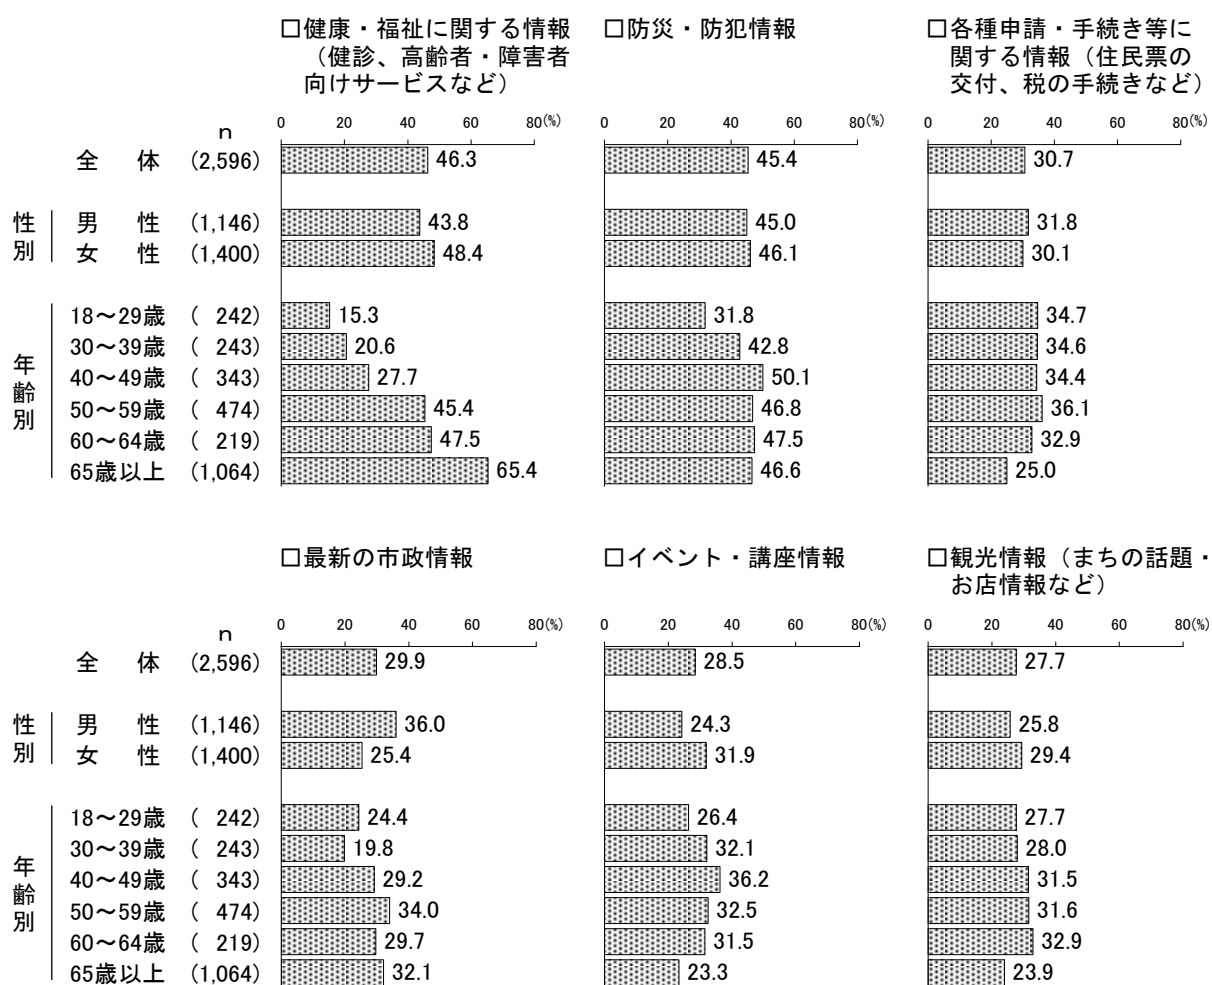 □健康・福祉に関する情報
（健診、高齢者・障害者
向けサービスなど）
□防災・防犯情報
□各種申請・手続き等に
関する情報（住民票の
交付、税の手続きなど）
n
0 20 40 60 80(%)
0 20 40 60 80(%)
0 20 40 60 80(%)
全 体 (2,596) 46.3 45.4 30.7
性別
男 性 (1,146) 43.8 45.0 31.8
女 性 (1,400) 48.4 46.1 30.1
年齢別
18～29歳 ( 242) 15.3 31.8 34.7
30～39歳 ( 243) 20.6 42.8 34.6
40～49歳 ( 343) 27.7 50.1 34.4
50～59歳 ( 474) 45.4 46.8 36.1
60～64歳 ( 219) 47.5 47.5 32.9
65歳以上 (1,064) 65.4 46.6 25.0
□最新の市政情報
□イベント・講座情報
□観光情報（まちの話題・
お店情報など）
n
0 20 40 60 80(%)
0 20 40 60 80(%)
0 20 40 60 80(%)
全 体 (2,596) 29.9 28.5 27.7
性別
男 性 (1,146) 36.0 24.3 25.8
女 性 (1,400) 25.4 31.9 29.4
年齢別
18～29歳 ( 242) 24.4 26.4 27.7
30～39歳 ( 243) 19.8 32.1 28.0
40～49歳 ( 343) 29.2 36.2 31.5
50～59歳 ( 474) 34.0 32.5 31.6
60～64歳 ( 219) 29.7 31.5 32.9
65歳以上 (1,064) 32.1 23.3 23.9